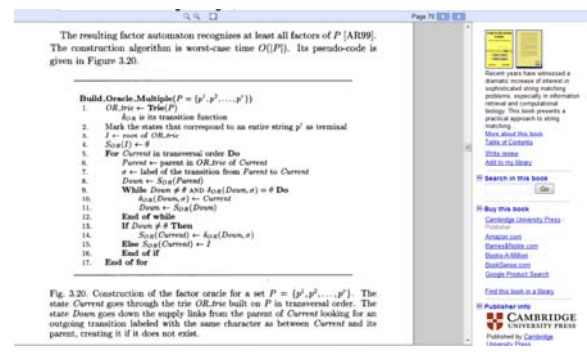 Page 79
The resulting factor automaton recognizes at least all factors of P [AR99].
The construction algorithm is worst-case time O(|P|). Its pseudo-code is
given in Figure 3.20.
Build_Oracle_Multiple(P = {p¹, p², . . . , pʳ})
1. OR_trie ← Trie(P)
δOR is its transition function
2. Mark the states that correspond to an entire string pⁱ as terminal
3. I ← root of OR_trie
4. SOR(I) ← θ
5. For Current in transversal order Do
6. Parent ← parent in OR_trie of Current
7. σ ← label of the transition from Parent to Current
8. Down ← SOR(Parent)
9. While Down ≠ θ AND δOR(Down, σ) = θ Do
10. δOR(Down, σ) ← Current
11. Down ← SOR(Down)
12. End of while
13. If Down ≠ θ Then
14. SOR(Current) ← δOR(Down, σ)
15. Else SOR(Current) ← I
16. End of if
17. End of for
Fig. 3.20. Construction of the factor oracle for a set P = {p¹, p², . . . , pʳ}. The
state Current goes through the trie OR_trie built on P in transversal order. The
state Down goes down the supply links from the parent of Current looking for an
outgoing transition labeled with the same character as between Current and its
parent, creating it if it does not exist.
Recent years have witnessed a
dramatic increase of interest in
sophisticated string matching
problems, especially in information
retrieval and computational
biology. This book presents a
practical approach to string
matching
More about this book
Table of Contents
Write review
Add to my library
Search in this book
Go
Buy this book
Cambridge University Press -
Publisher
Amazon.com
Barnes&Noble.com
Books-A-Million
BookSense.com
Google Product Search
Find this book in a library
Publisher info
CAMBRIDGE
UNIVERSITY PRESS
Published by Cambridge
University Press